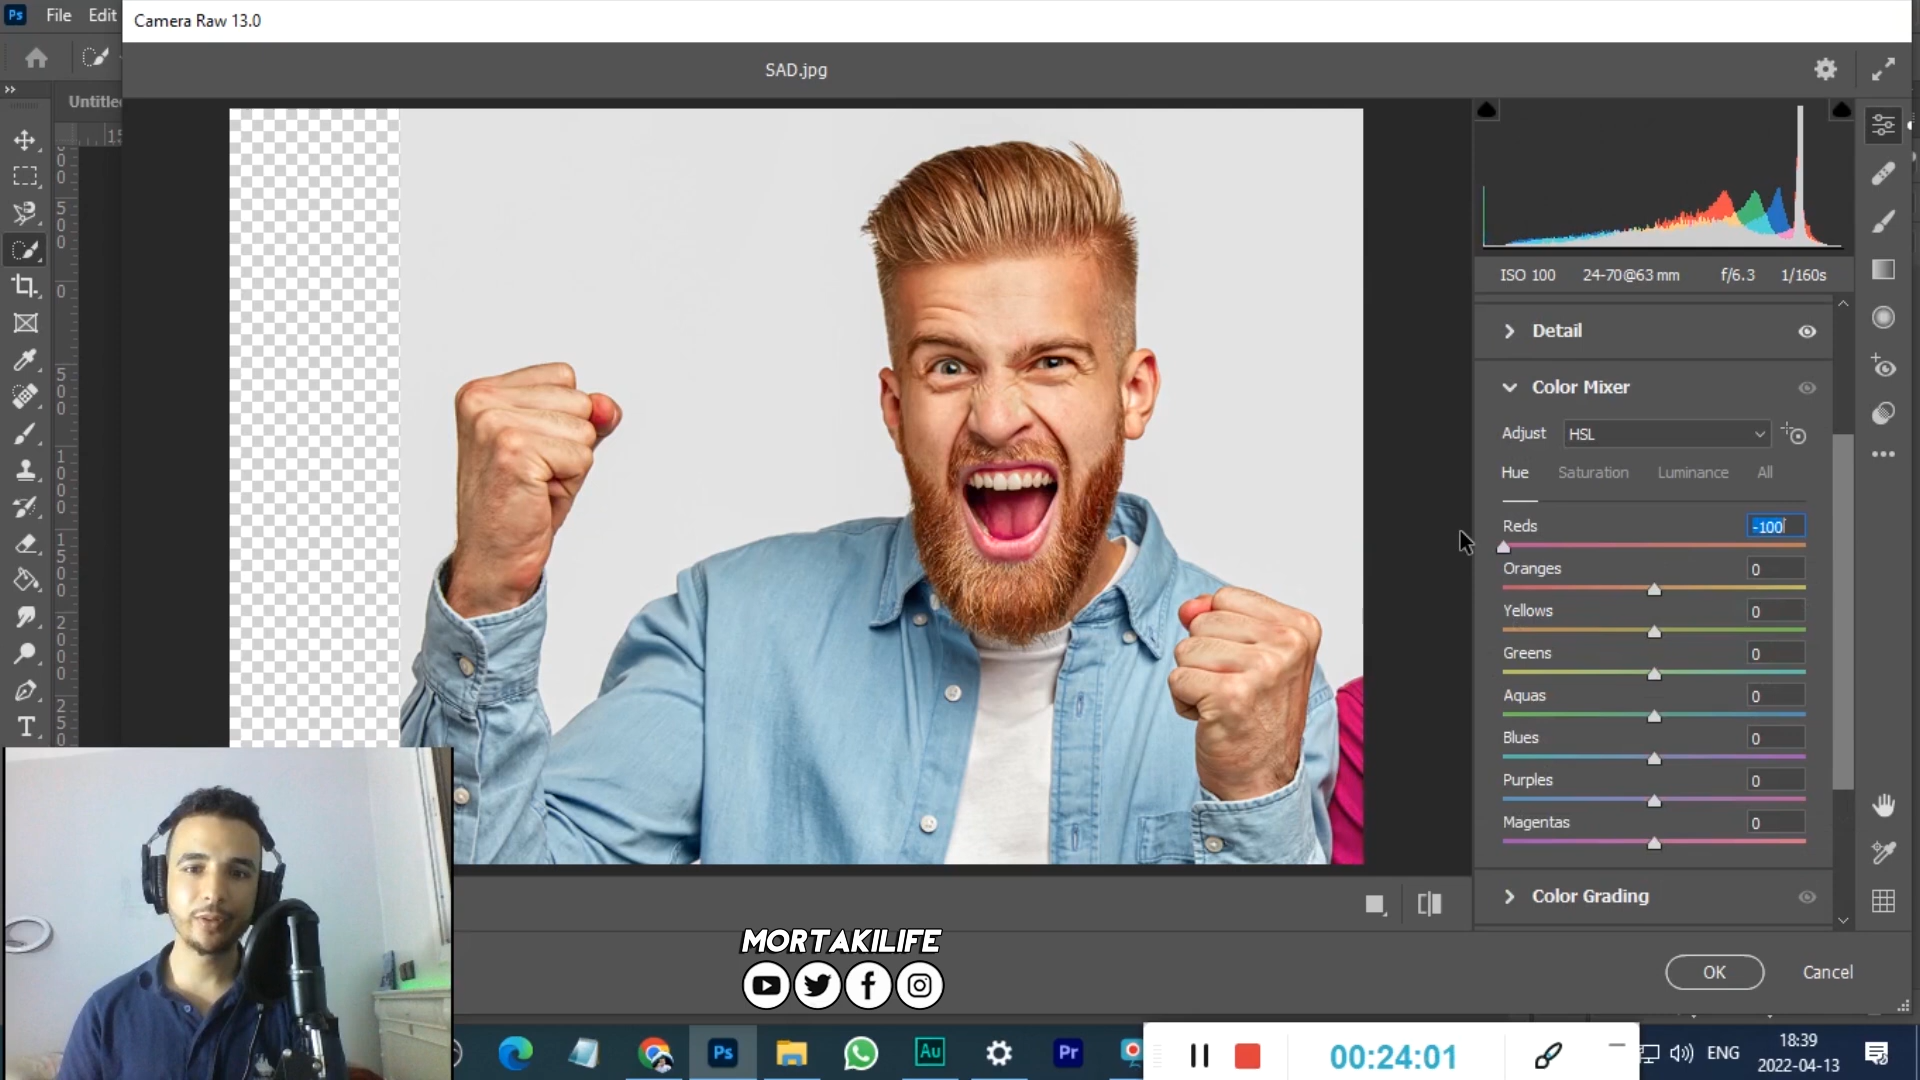 Ps File Edit
Camera Raw 13.0
SAD.jpg
ISO 100 24-70@63 mm f/6.3 1/160s
Detail
Color Mixer
Adjust HSL
Hue Saturation Luminance All
Reds -100
Oranges 0
Yellows 0
Greens 0
Aquas 0
Blues 0
Purples 0
Magentas 0
Color Grading
OK Cancel
MORTAKILIFE
Ps Au Pr
00:24:01
ENG
18:39
2022-04-13